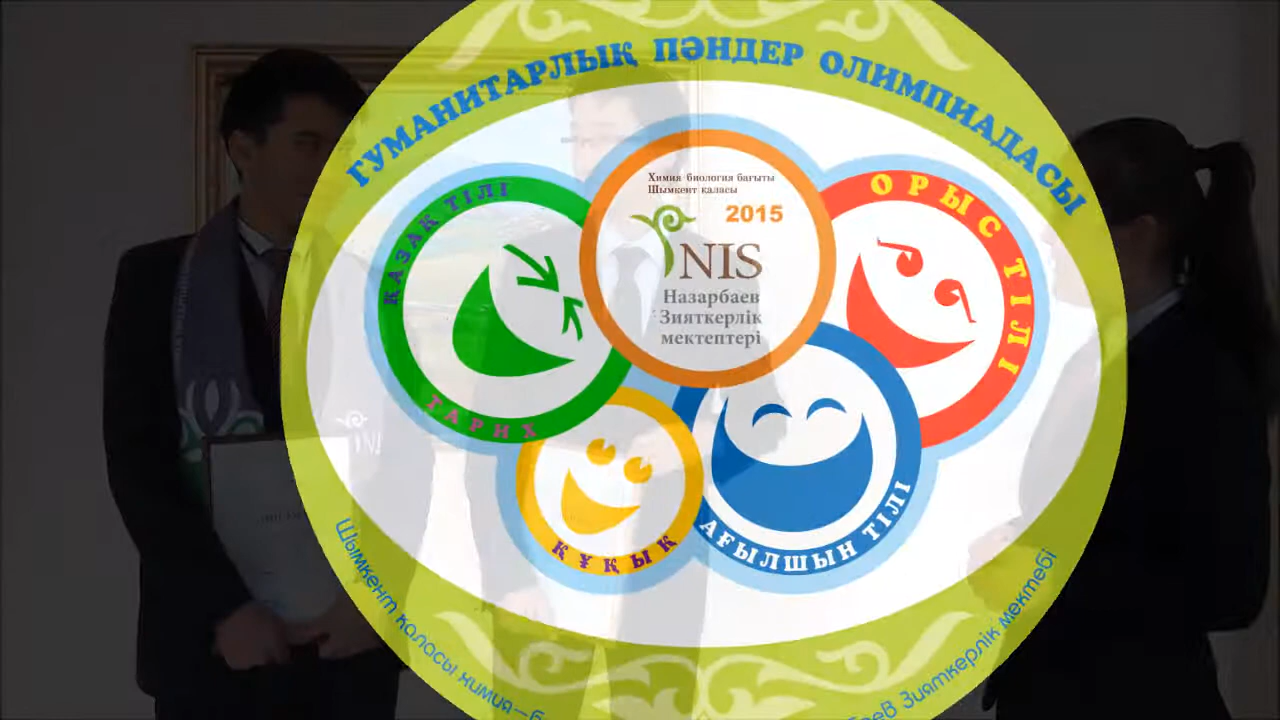 ГУМАНИТАРЛЫҚ ПӘНДЕР ОЛИМПИАДАСЫ
Химия биология бағыты
Шымкент қаласы
2015
NIS
Назарбаев
Зияткерлік
мектептері
ҚАЗАҚ ТІЛІ
ТАРИХ
ОРЫС ТІЛІ
ҚҰҚЫҚ
АҒЫЛШЫН ТІЛІ
Шымкент қаласы химия–б
Зияткерлік мектебі